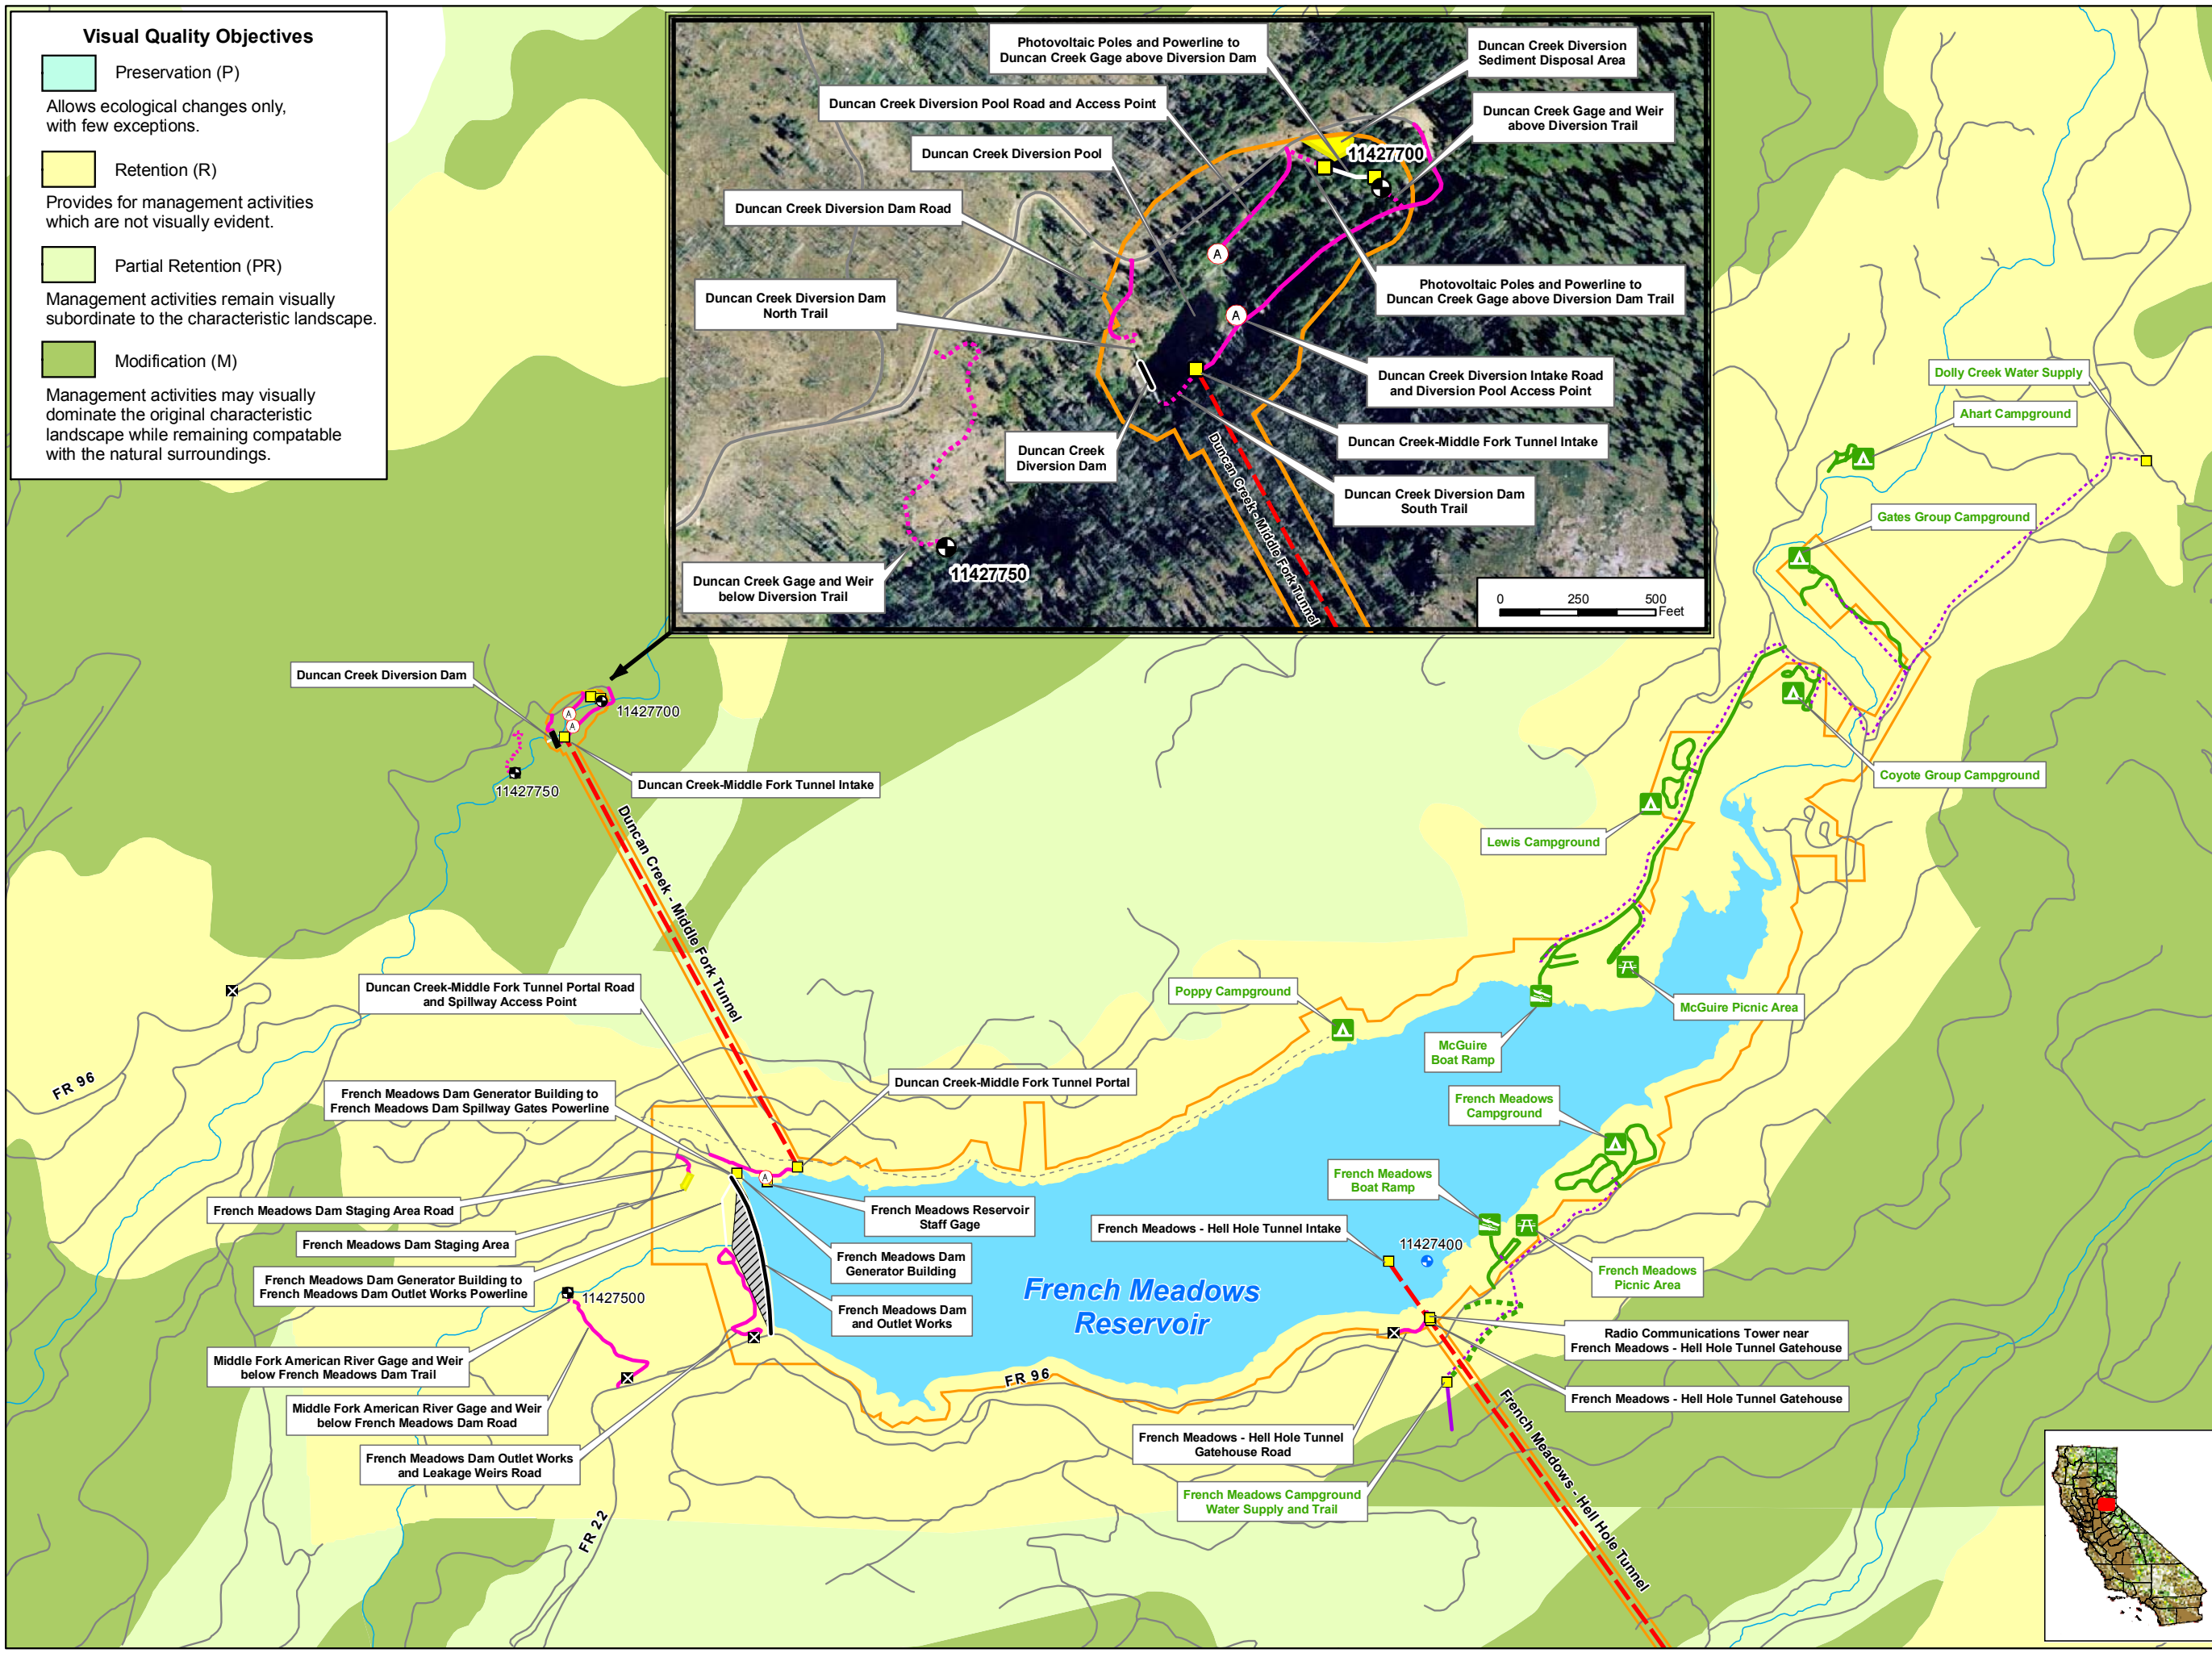 Visual Quality Objectives
Preservation (P)
Allows ecological changes only,
with few exceptions.
Retention (R)
Provides for management activities
which are not visually evident.
Partial Retention (PR)
Management activities remain visually
subordinate to the characteristic landscape.
Modification (M)
Management activities may visually
dominate the original characteristic
landscape while remaining compatable
with the natural surroundings.
Photovoltaic Poles and Powerline to
Duncan Creek Gage above Diversion Dam
Duncan Creek Diversion
Sediment Disposal Area
Duncan Creek Diversion Pool Road and Access Point
Duncan Creek Gage and Weir
above Diversion Trail
Duncan Creek Diversion Pool
11427700
Duncan Creek Diversion Dam Road
A
Photovoltaic Poles and Powerline to
Duncan Creek Gage above Diversion Dam Trail
Duncan Creek Diversion Dam
North Trail
A
Duncan Creek Diversion Intake Road
and Diversion Pool Access Point
Duncan Creek-Middle Fork Tunnel Intake
Duncan Creek
Diversion Dam
Duncan Creek Diversion Dam
South Trail
Duncan Creek - Middle Fork Tunnel
11427750
Duncan Creek Gage and Weir
below Diversion Trail
0 250 500
Feet
Dolly Creek Water Supply
Ahart Campground
Gates Group Campground
Coyote Group Campground
Lewis Campground
Duncan Creek Diversion Dam
11427700
A
A
Duncan Creek-Middle Fork Tunnel Intake
11427750
Duncan Creek - Middle Fork Tunnel
Duncan Creek-Middle Fork Tunnel Portal Road
and Spillway Access Point
Poppy Campground
McGuire Picnic Area
McGuire
Boat Ramp
FR 96
French Meadows Dam Generator Building to
French Meadows Dam Spillway Gates Powerline
Duncan Creek-Middle Fork Tunnel Portal
French Meadows
Campground
A
French Meadows Dam Staging Area Road
French Meadows Reservoir
Staff Gage
French Meadows
Boat Ramp
French Meadows - Hell Hole Tunnel Intake
11427400
French Meadows Dam Staging Area
French Meadows Dam
Generator Building
French Meadows Dam Generator Building to
French Meadows Dam Outlet Works Powerline
French Meadows
Picnic Area
11427500
French Meadows Dam
and Outlet Works
French Meadows
Reservoir
Radio Communications Tower near
French Meadows - Hell Hole Tunnel Gatehouse
Middle Fork American River Gage and Weir
below French Meadows Dam Trail
FR 96
French Meadows - Hell Hole Tunnel Gatehouse
Middle Fork American River Gage and Weir
below French Meadows Dam Road
French Meadows - Hell Hole Tunnel
Gatehouse Road
French Meadows Dam Outlet Works
and Leakage Weirs Road
French Meadows Campground
Water Supply and Trail
French Meadows - Hell Hole Tunnel
FR 22